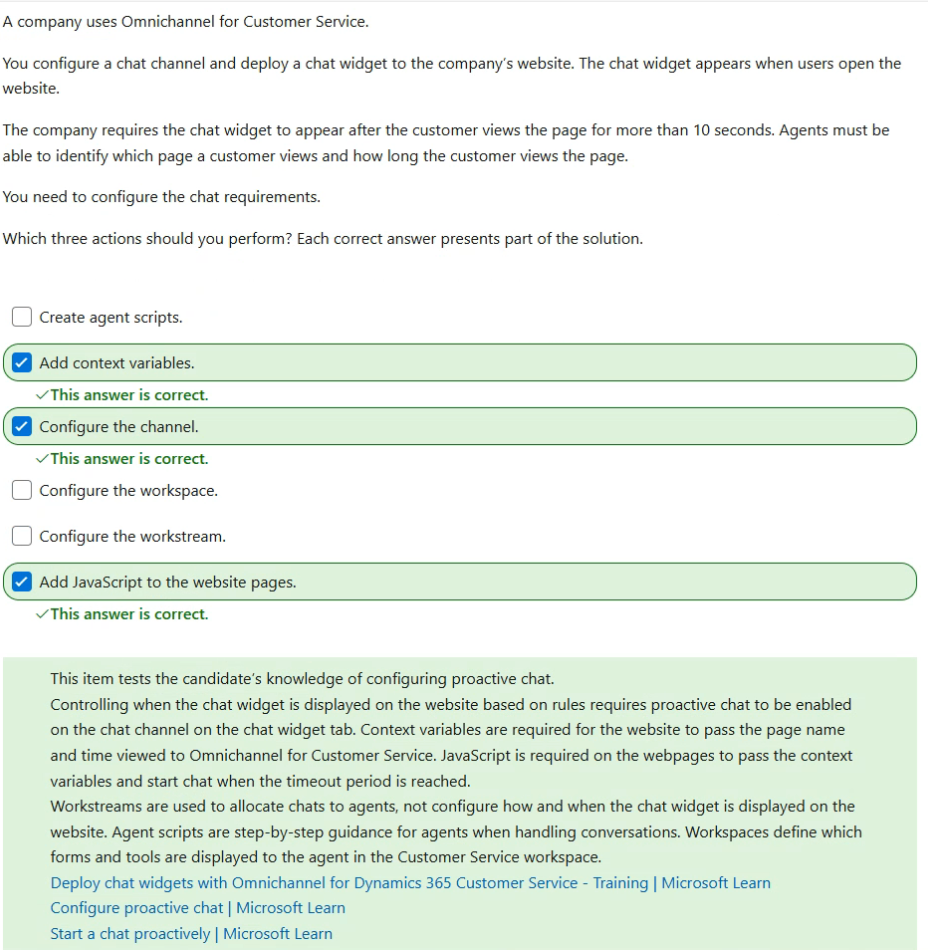 A company uses Omnichannel for Customer Service.
You configure a chat channel and deploy a chat widget to the company's website. The chat widget appears when users open the
website.
The company requires the chat widget to appear after the customer views the page for more than 10 seconds. Agents must be
able to identify which page a customer views and how long the customer views the page.
You need to configure the chat requirements.
Which three actions should you perform? Each correct answer presents part of the solution.
Create agent scripts.
Add context variables.
This answer is correct.
Configure the channel.
This answer is correct.
Configure the workspace.
Configure the workstream.
Add JavaScript to the website pages.
This answer is correct.
This item tests the candidate's knowledge of configuring proactive chat.
Controlling when the chat widget is displayed on the website based on rules requires proactive chat to be enabled
on the chat channel on the chat widget tab. Context variables are required for the website to pass the page name
and time viewed to Omnichannel for Customer Service. JavaScript is required on the webpages to pass the context
variables and start chat when the timeout period is reached.
Workstreams are used to allocate chats to agents, not configure how and when the chat widget is displayed on the
website. Agent scripts are step-by-step guidance for agents when handling conversations. Workspaces define which
forms and tools are displayed to the agent in the Customer Service workspace.
Deploy chat widgets with Omnichannel for Dynamics 365 Customer Service - Training | Microsoft Learn
Configure proactive chat | Microsoft Learn
Start a chat proactively | Microsoft Learn